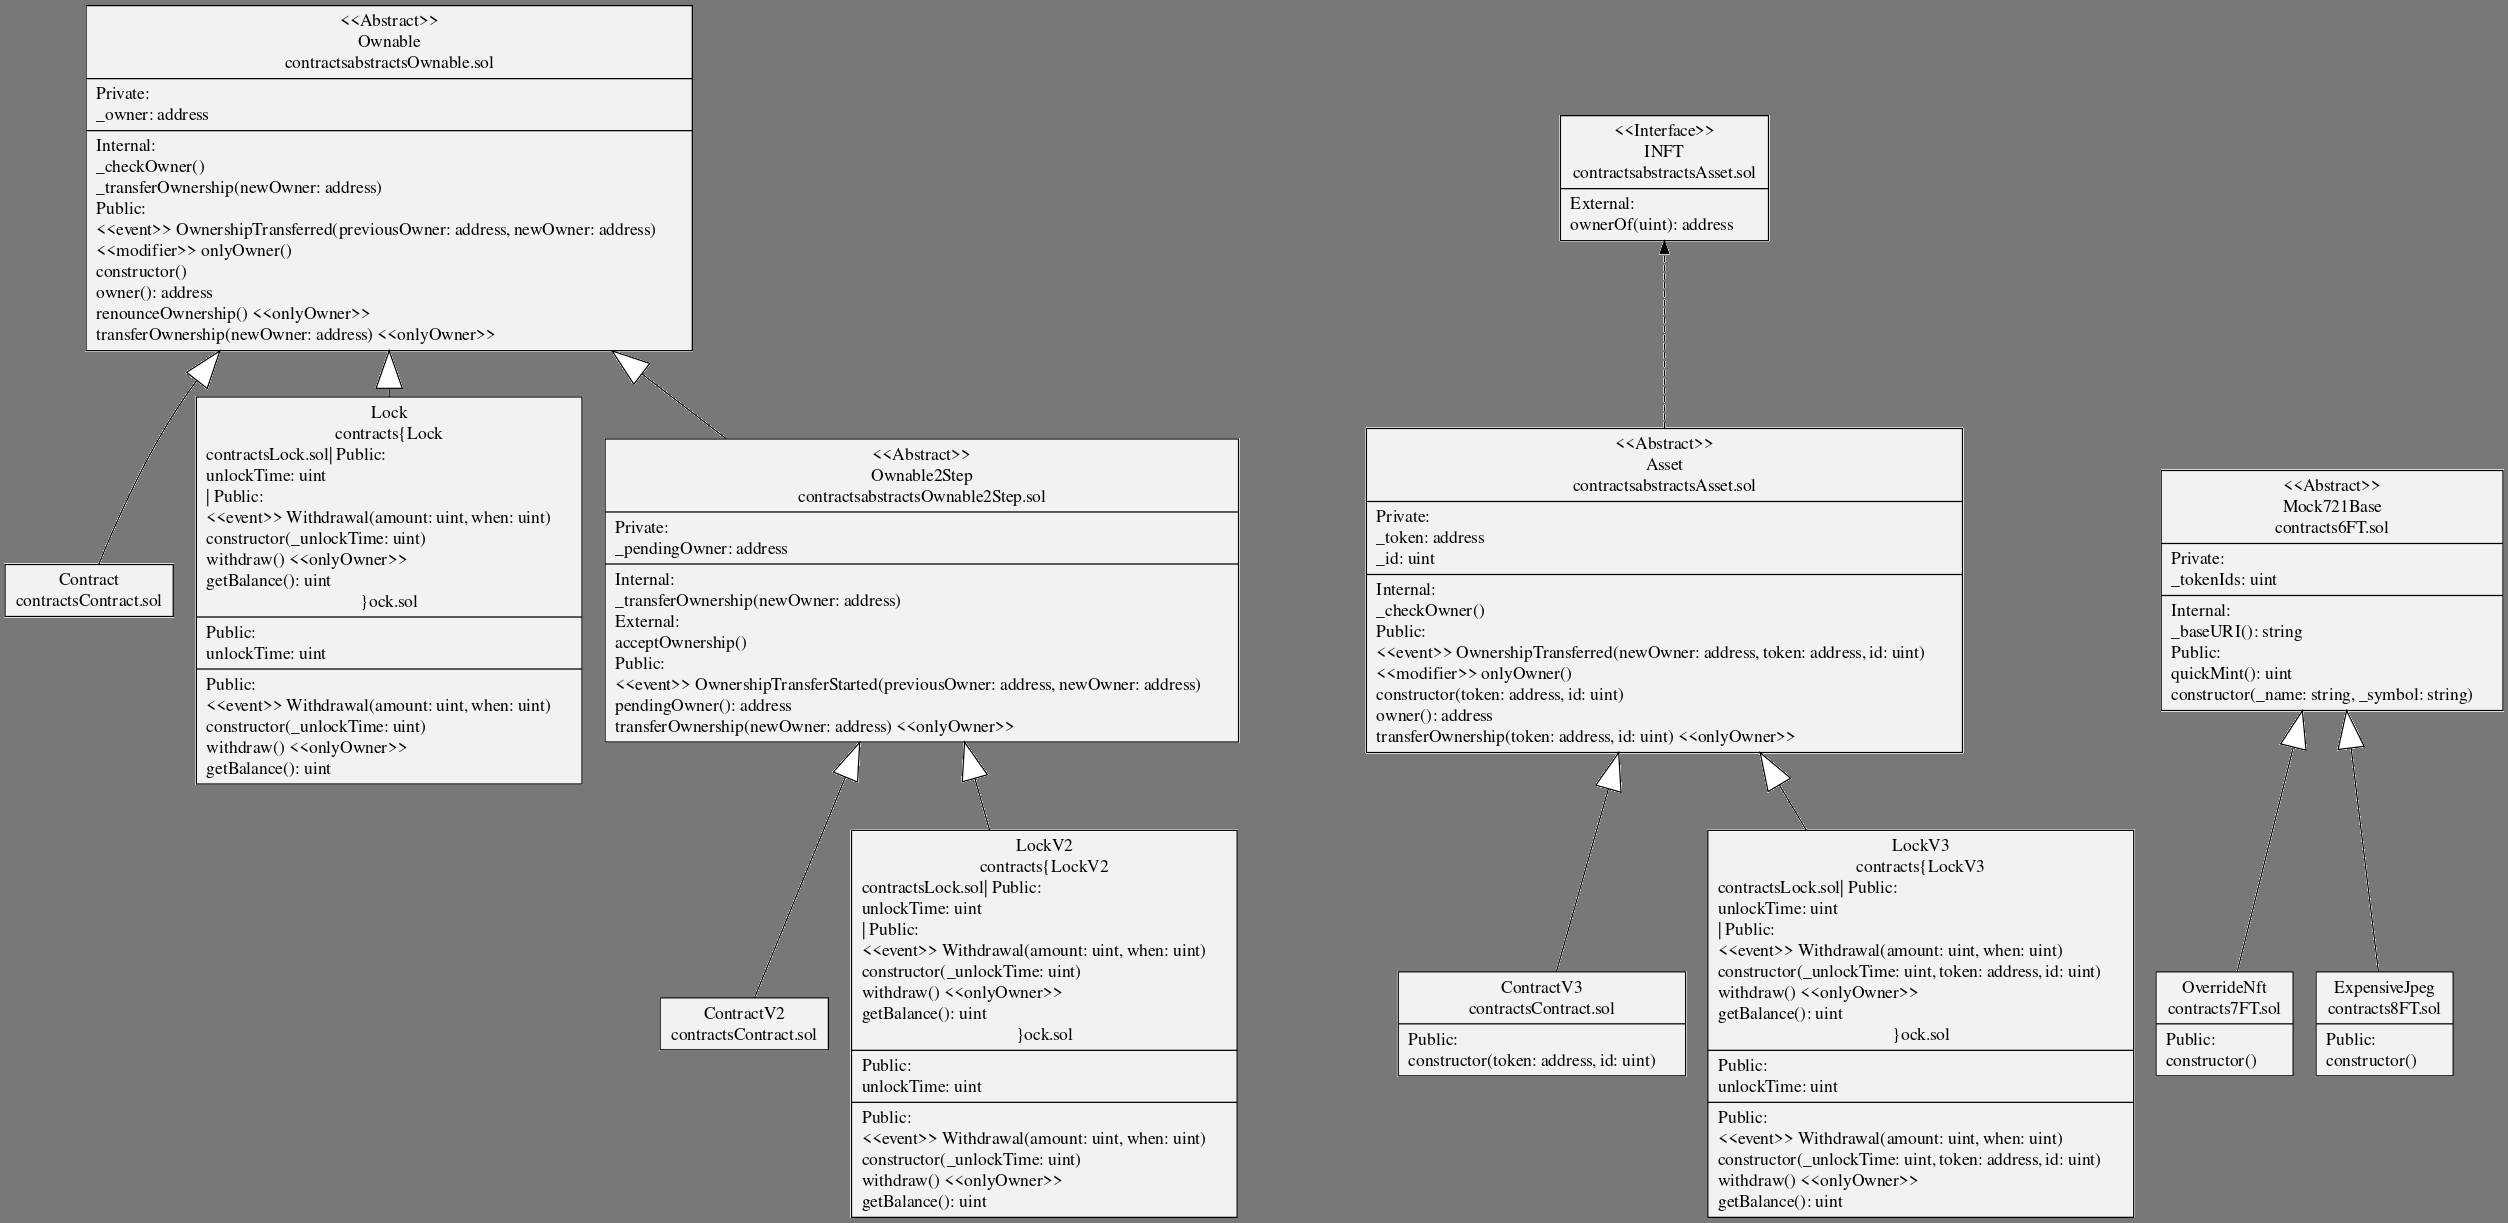 <<Abstract>>
Ownable
contractsabstractsOwnable.sol
Private:
_owner: address
Internal:
_checkOwner()
_transferOwnership(newOwner: address)
Public:
<<event>> OwnershipTransferred(previousOwner: address, newOwner: address)
<<modifier>> onlyOwner()
constructor()
owner(): address
renounceOwnership() <<onlyOwner>>
transferOwnership(newOwner: address) <<onlyOwner>>
Contract
contractsContract.sol
Lock
contracts{Lock
contractsLock.sol| Public:
unlockTime: uint
| Public:
<<event>> Withdrawal(amount: uint, when: uint)
constructor(_unlockTime: uint)
withdraw() <<onlyOwner>>
getBalance(): uint
}ock.sol
Public:
unlockTime: uint
Public:
<<event>> Withdrawal(amount: uint, when: uint)
constructor(_unlockTime: uint)
withdraw() <<onlyOwner>>
getBalance(): uint
<<Abstract>>
Ownable2Step
contractsabstractsOwnable2Step.sol
Private:
_pendingOwner: address
Internal:
_transferOwnership(newOwner: address)
External:
acceptOwnership()
Public:
<<event>> OwnershipTransferStarted(previousOwner: address, newOwner: address)
pendingOwner(): address
transferOwnership(newOwner: address) <<onlyOwner>>
ContractV2
contractsContract.sol
LockV2
contracts{LockV2
contractsLock.sol| Public:
unlockTime: uint
| Public:
<<event>> Withdrawal(amount: uint, when: uint)
constructor(_unlockTime: uint)
withdraw() <<onlyOwner>>
getBalance(): uint
}ock.sol
Public:
unlockTime: uint
Public:
<<event>> Withdrawal(amount: uint, when: uint)
constructor(_unlockTime: uint)
withdraw() <<onlyOwner>>
getBalance(): uint
<<Interface>>
INFT
contractsabstractsAsset.sol
External:
ownerOf(uint): address
<<Abstract>>
Asset
contractsabstractsAsset.sol
Private:
_token: address
_id: uint
Internal:
_checkOwner()
Public:
<<event>> OwnershipTransferred(newOwner: address, token: address, id: uint)
<<modifier>> onlyOwner()
constructor(token: address, id: uint)
owner(): address
transferOwnership(token: address, id: uint) <<onlyOwner>>
ContractV3
contractsContract.sol
Public:
constructor(token: address, id: uint)
LockV3
contracts{LockV3
contractsLock.sol| Public:
unlockTime: uint
| Public:
<<event>> Withdrawal(amount: uint, when: uint)
constructor(_unlockTime: uint, token: address, id: uint)
withdraw() <<onlyOwner>>
getBalance(): uint
}ock.sol
Public:
unlockTime: uint
Public:
<<event>> Withdrawal(amount: uint, when: uint)
constructor(_unlockTime: uint, token: address, id: uint)
withdraw() <<onlyOwner>>
getBalance(): uint
<<Abstract>>
Mock721Base
contracts6FT.sol
Private:
_tokenIds: uint
Internal:
_baseURI(): string
Public:
quickMint(): uint
constructor(_name: string, _symbol: string)
OverrideNft
contracts7FT.sol
Public:
constructor()
ExpensiveJpeg
contracts8FT.sol
Public:
constructor()